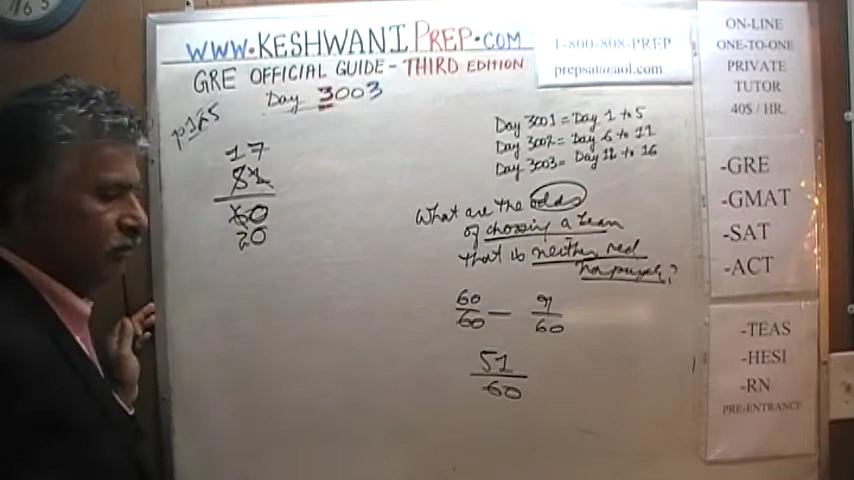 WWW.KESHWANIPREP.COM
GRE OFFICIAL GUIDE - THIRD EDITION
Day 3003
p125
17
51
60
20
1-800-808-PREP
prepsat@aol.com
Day 3001 = Day 1 to 5
Day 3002 = Day 6 to 11
Day 3003 = Day 12 to 16
What are the odds
of choosing a
that is neither red
nor purple?
60/60 - 9/60
51
60
ON-LINE
ONE-TO-ONE
PRIVATE
TUTOR
40$ / HR.
-GRE
-GMAT
-SAT
-ACT
-TEAS
-HESI
-RN
PRE-ENTRANCE